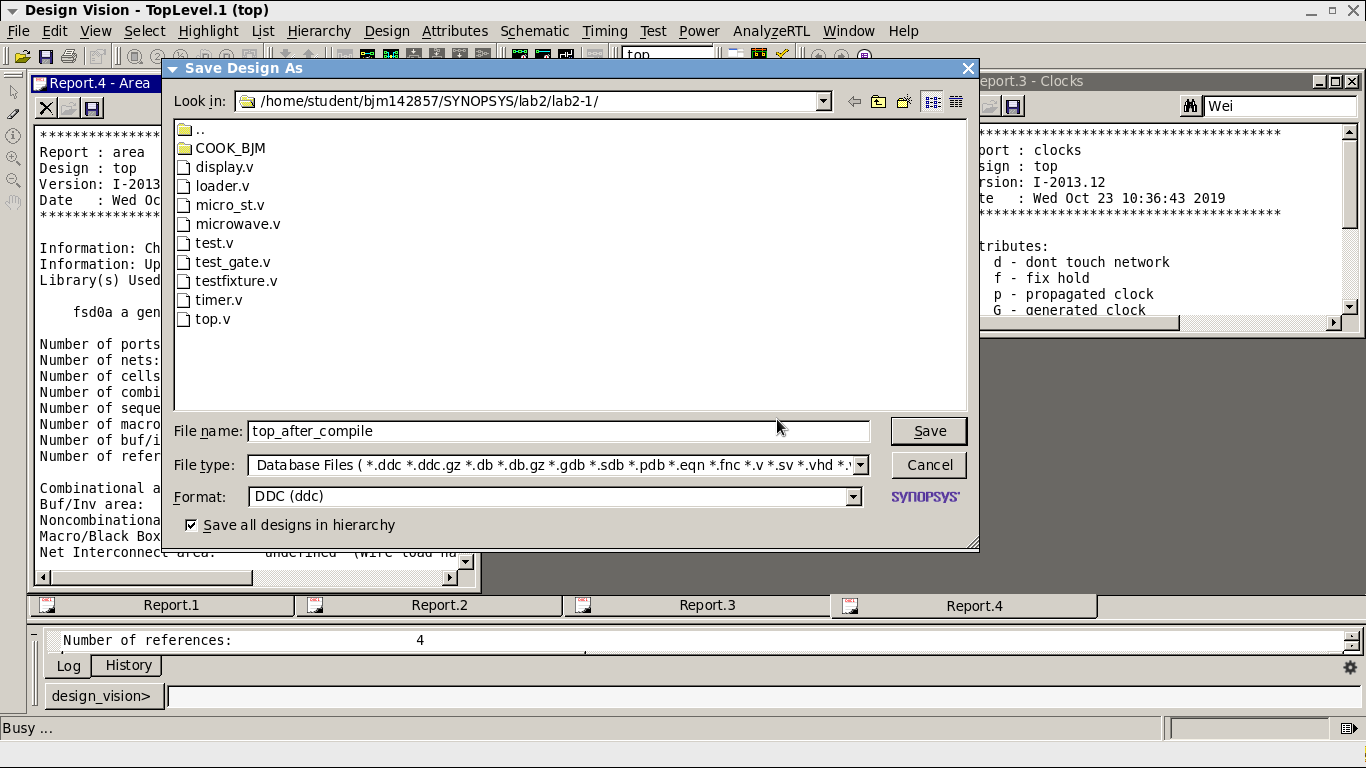 Design Vision - TopLevel.1 (top)
File Edit View Select Highlight List Hierarchy Design Attributes Schematic Timing Test Power AnalyzeRTL Window Help
top
Save Design As
Report.4 - Area
Look in: /home/student/bjm142857/SYNOPSYS/lab2/lab2-1/
..
COOK_BJM
display.v
loader.v
micro_st.v
microwave.v
test.v
test_gate.v
testfixture.v
timer.v
top.v
File name: top_after_compile
Save
File type: Database Files ( *.ddc *.ddc.gz *.db *.db.gz *.gdb *.sdb *.pdb *.eqn *.fnc *.v *.sv *.vhd *.
Cancel
Format: DDC (ddc)
SYNOPSYS
Save all designs in hierarchy
****************
Report : area
Design : top
Version: I-2013
Date : Wed Oc
****************
Information: Ch
Information: Up
Library(s) Used
fsd0a a gen
Number of ports
Number of nets:
Number of cells
Number of combi
Number of seque
Number of macro
Number of buf/i
Number of refer
Combinational a
Buf/Inv area:
Noncombinationa
Macro/Black Box
Net Interconnect area: undefined (Wire load ha
eport.3 - Clocks
Wei
****************************************
port : clocks
sign : top
rsion: I-2013.12
te : Wed Oct 23 10:36:43 2019
****************************************
tributes:
d - dont touch network
f - fix hold
p - propagated clock
G - generated clock
Report.1 Report.2 Report.3 Report.4
Number of references: 4
Log History
design_vision>
Busy ...